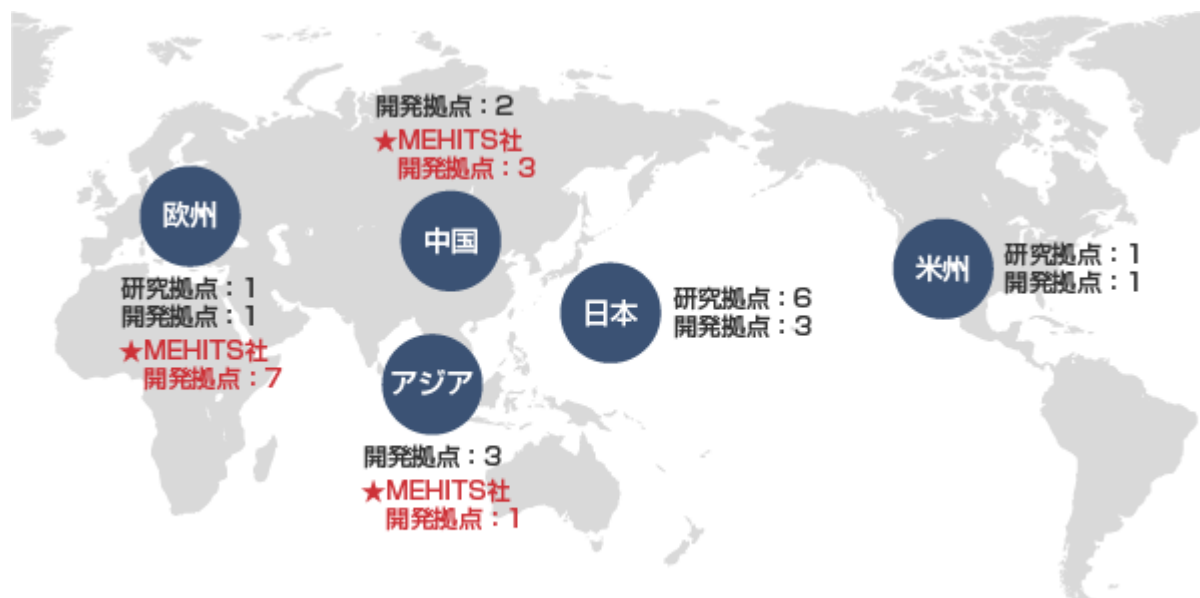 開発拠点：2
★MEHITS社
開発拠点：3
欧州
研究拠点：1
開発拠点：1
★MEHITS社
開発拠点：7
中国
アジア
開発拠点：3
★MEHITS社
開発拠点：1
日本
研究拠点：6
開発拠点：3
米州
研究拠点：1
開発拠点：1